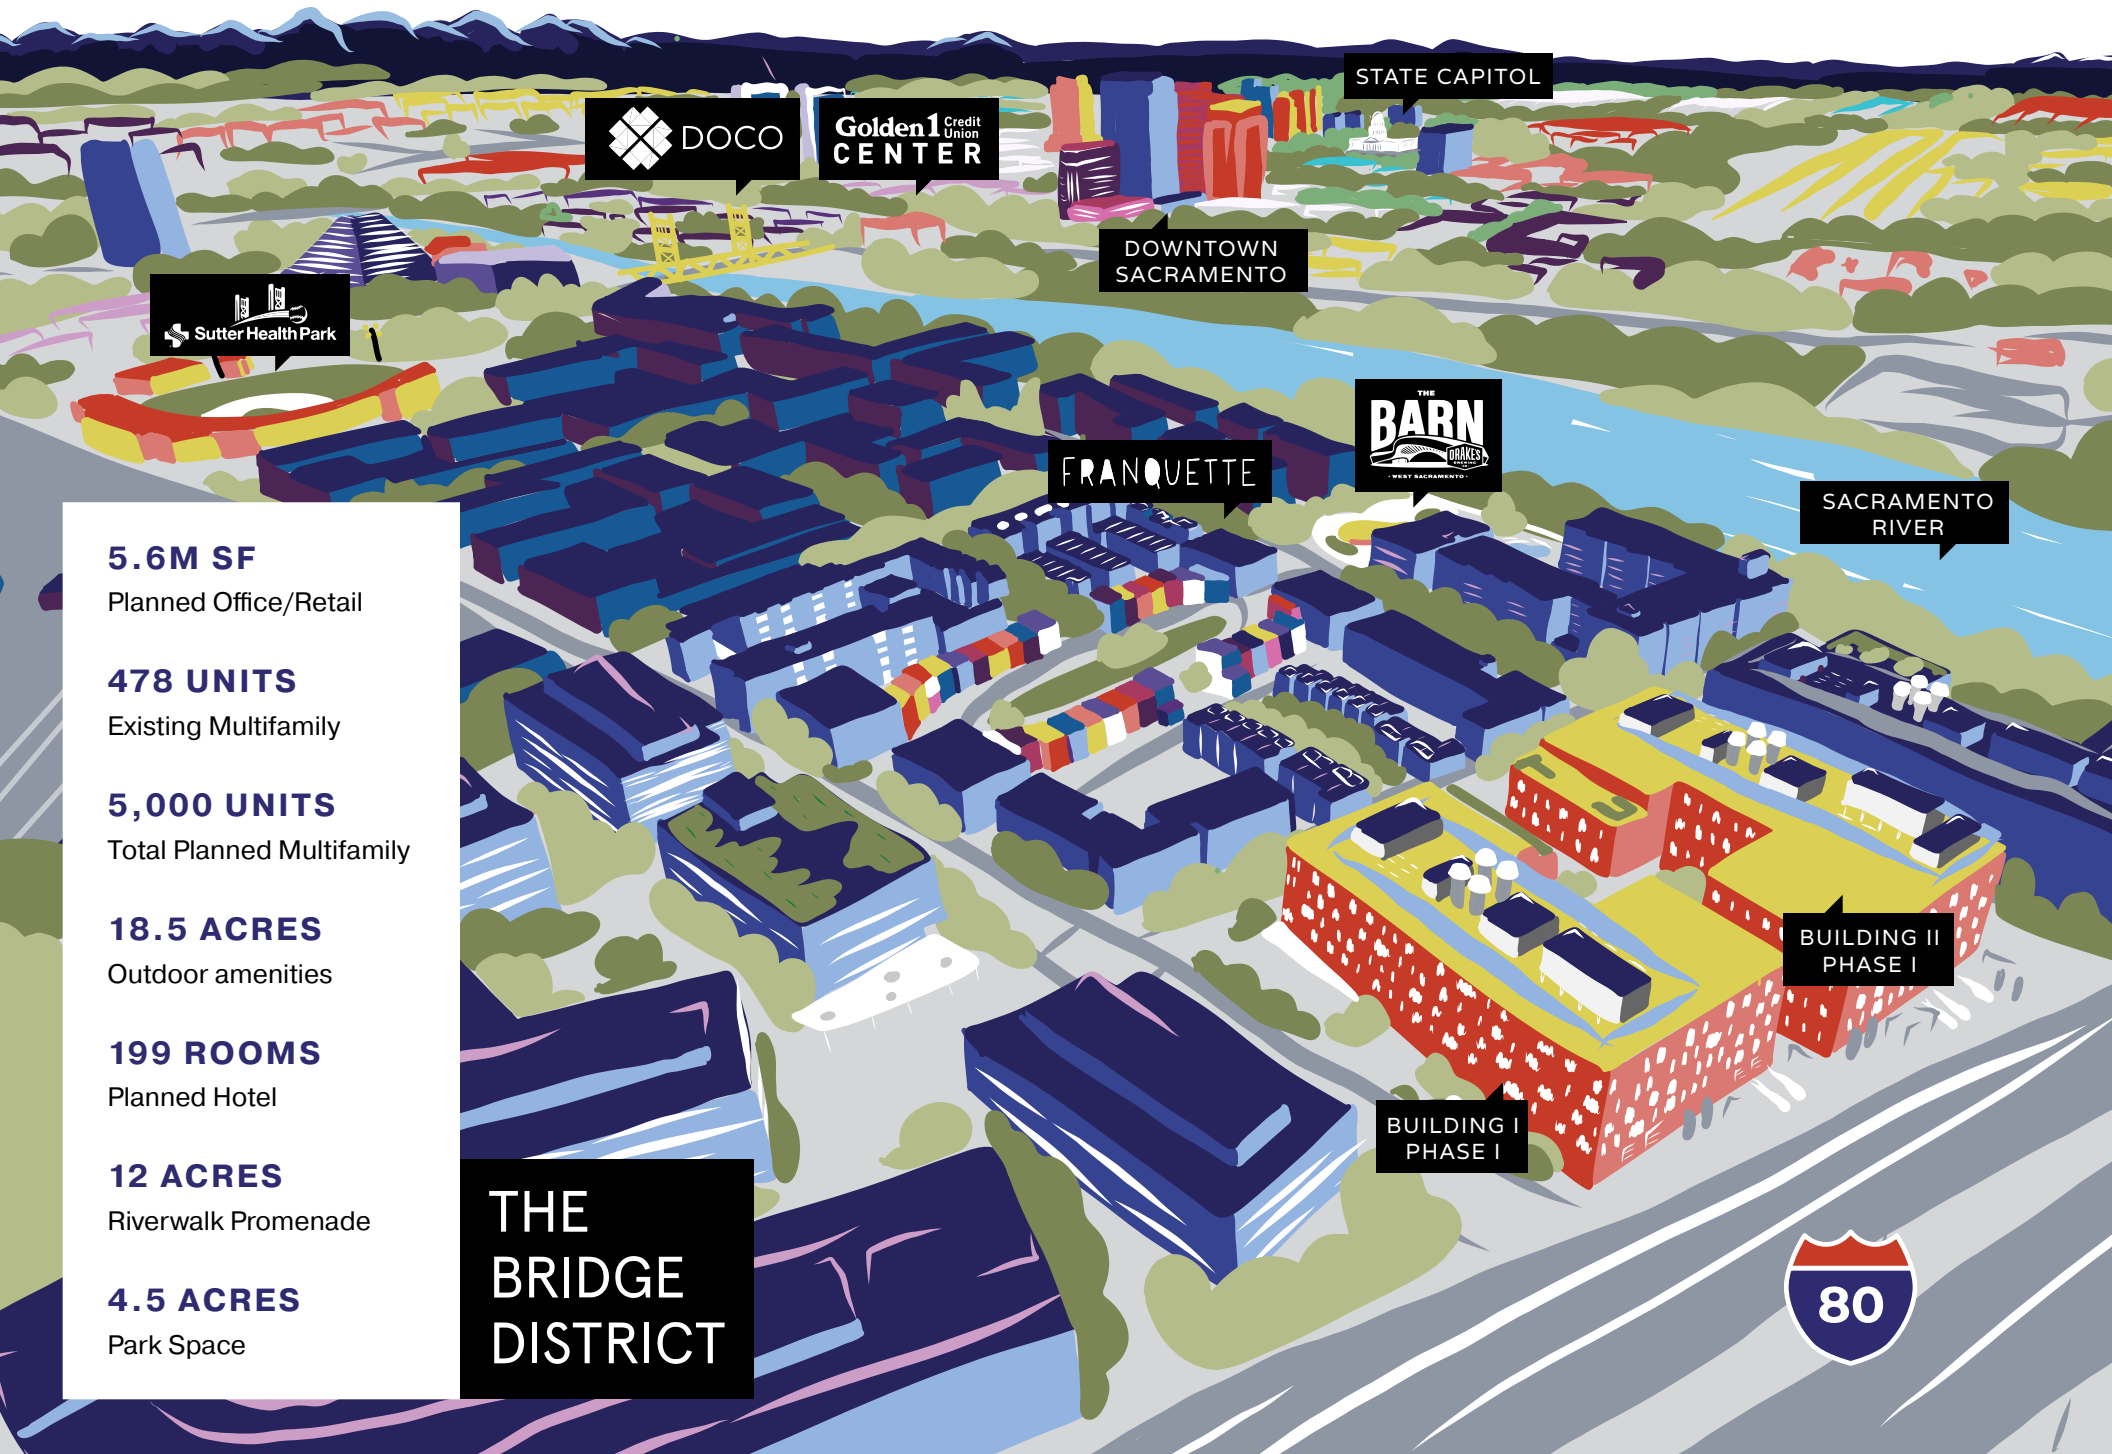 STATE CAPITOL
DOCO
Golden 1 Credit Union
CENTER
DOWNTOWN
SACRAMENTO
Sutter Health Park
THE
BARN
DRAKE'S
BREWING
CO
• WEST SACRAMENTO •
FRANQUETTE
SACRAMENTO
RIVER
5.6M SF
Planned Office/Retail
478 UNITS
Existing Multifamily
5,000 UNITS
Total Planned Multifamily
18.5 ACRES
Outdoor amenities
199 ROOMS
Planned Hotel
12 ACRES
Riverwalk Promenade
4.5 ACRES
Park Space
BUILDING II
PHASE I
BUILDING I
PHASE I
THE
BRIDGE
DISTRICT
80